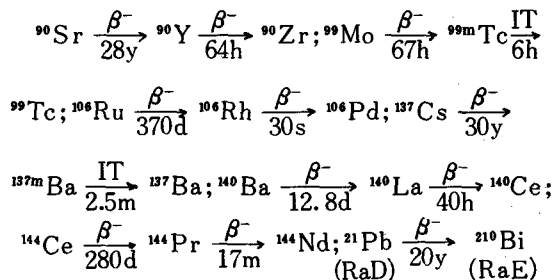 ⁹⁰Sr β⁻ 28y → ⁹⁰Y β⁻ 64h → ⁹⁰Zr; ⁹⁹Mo β⁻ 67h → ⁹⁹ᵐTc IT 6h →
⁹⁹Tc; ¹⁰⁶Ru β⁻ 370d → ¹⁰⁶Rh β⁻ 30s → ¹⁰⁶Pd; ¹³⁷Cs β⁻ 30y →
¹³⁷ᵐBa IT 2.5m → ¹³⁷Ba; ¹⁴⁰Ba β⁻ 12.8d → ¹⁴⁰La β⁻ 40h → ¹⁴⁰Ce;
¹⁴⁴Ce β⁻ 280d → ¹⁴⁴Pr β⁻ 17m → ¹⁴⁴Nd; ²¹Pb β⁻ 20y → ²¹⁰Bi
(RaD) (RaE)